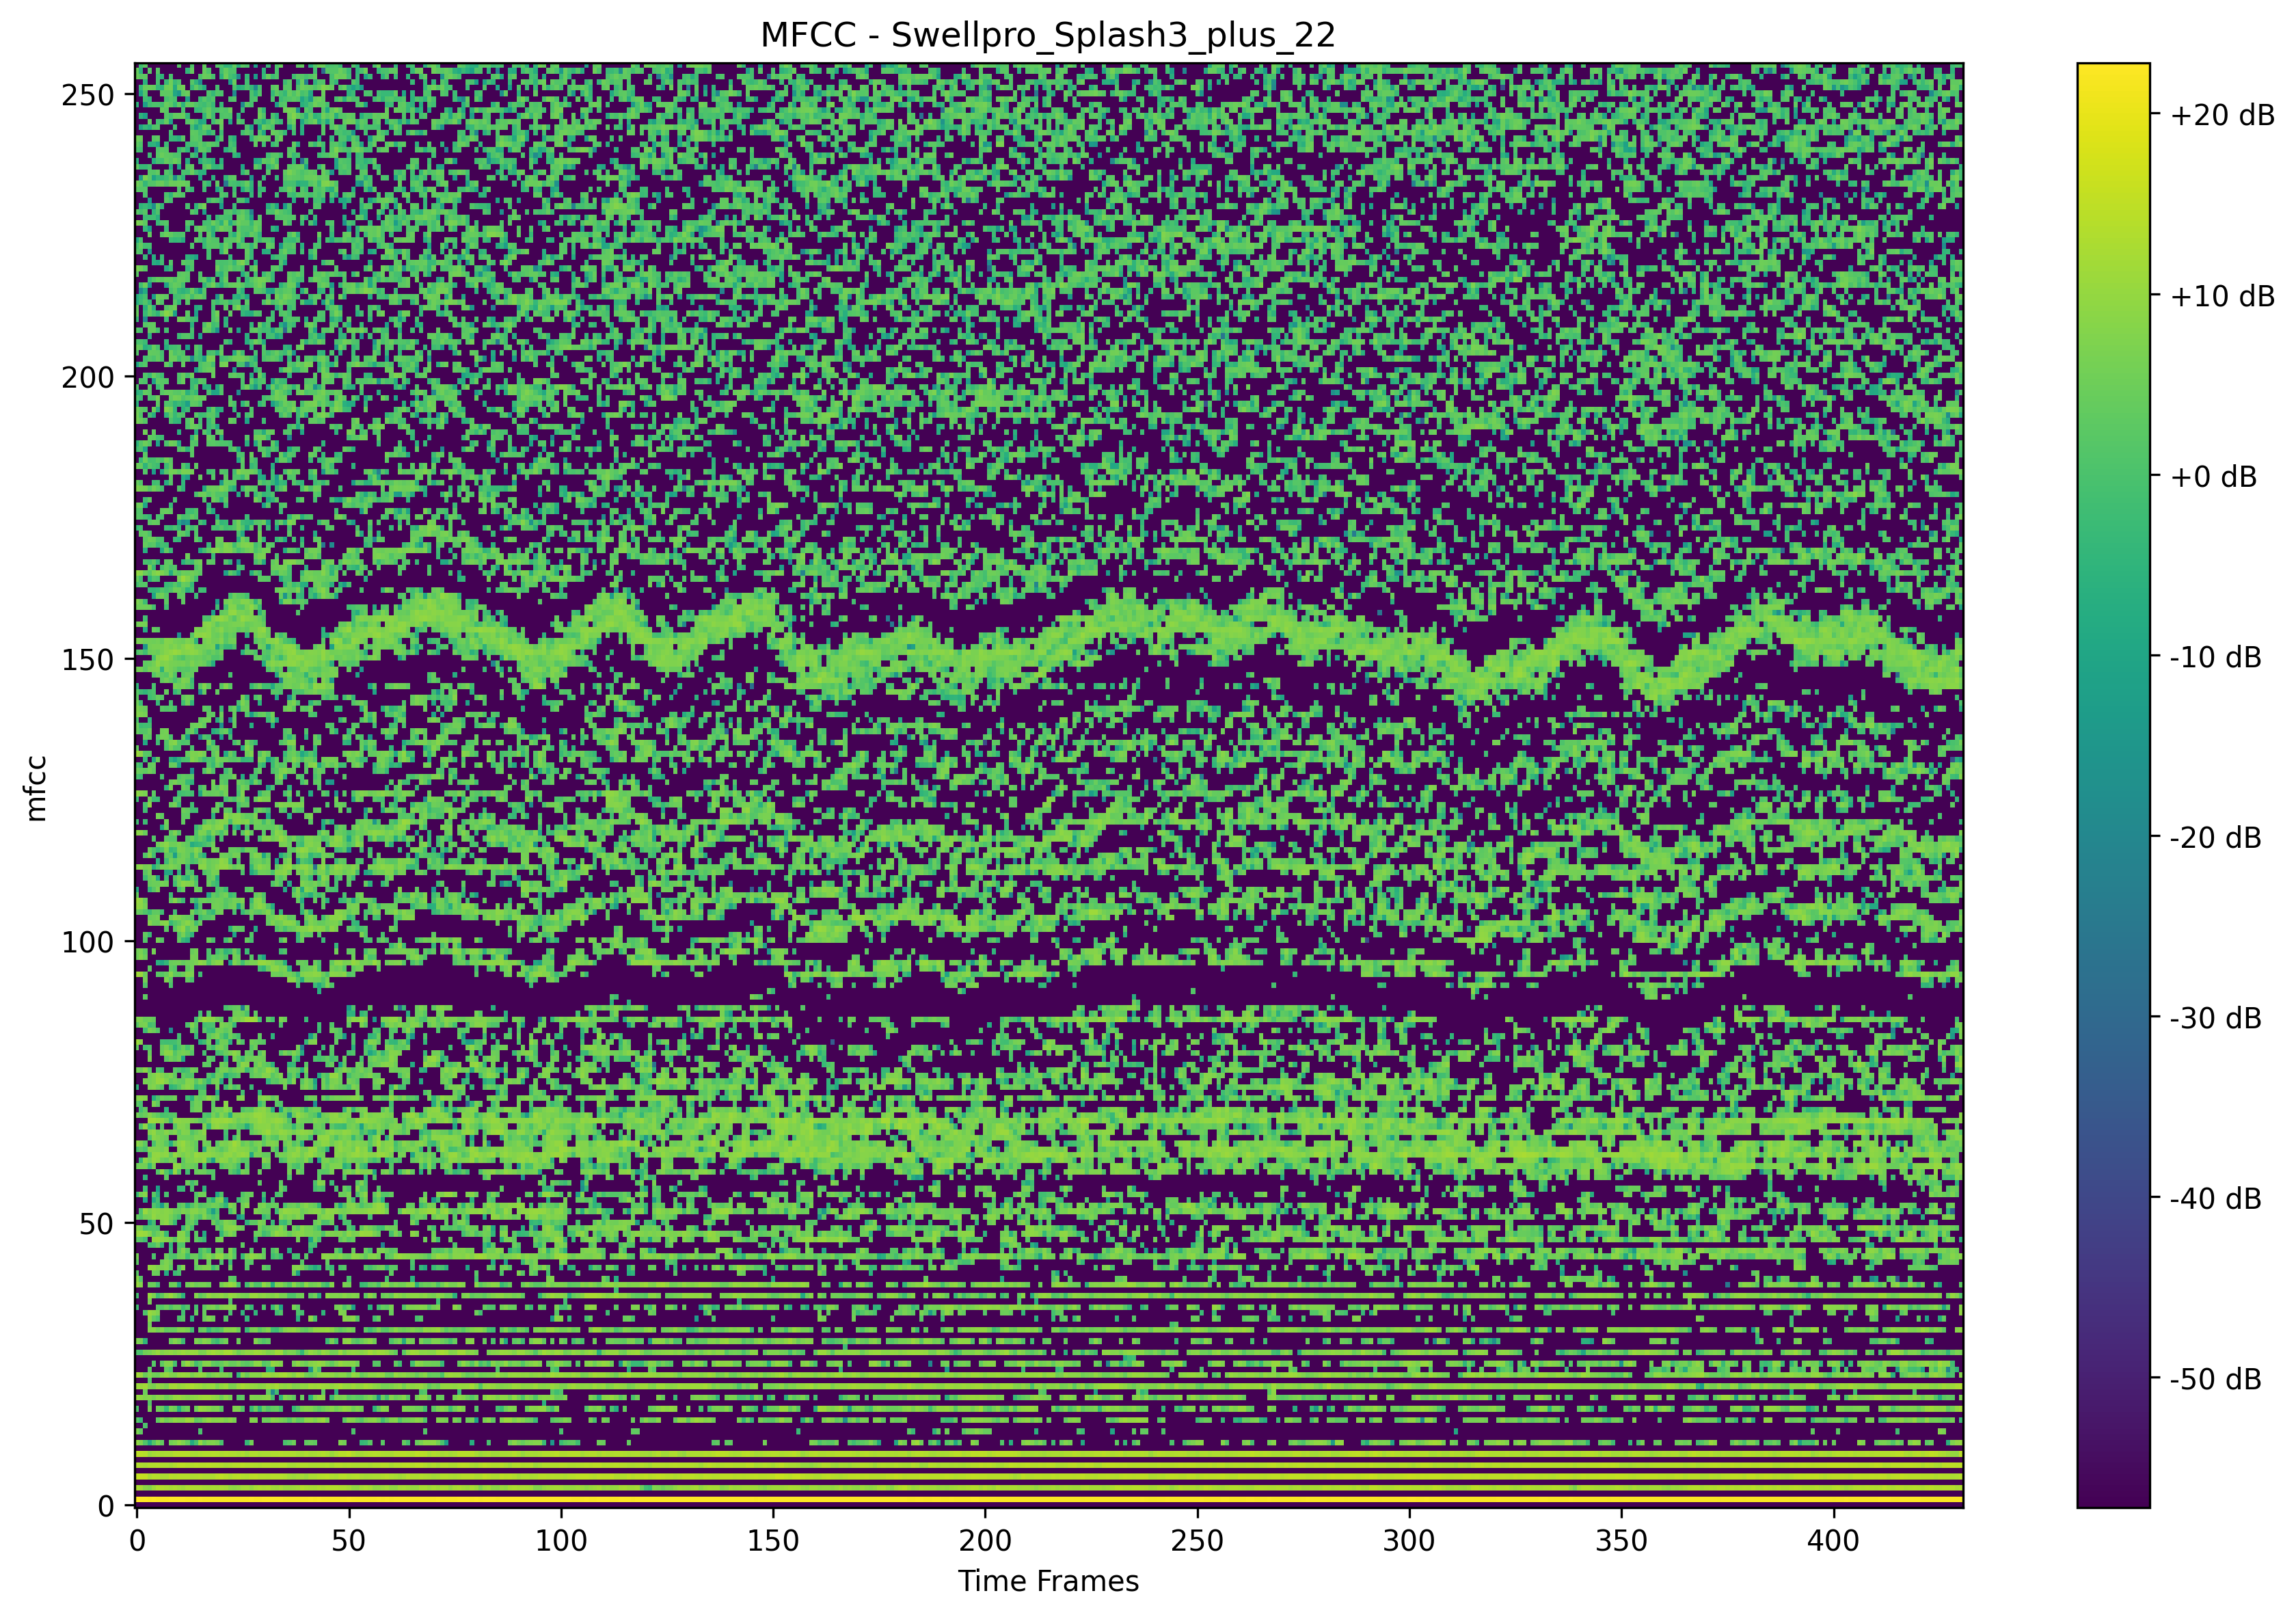 MFCC - Swellpro_Splash3_plus_22
250
200
150
100
50
0
mfcc
0 50 100 150 200 250 300 350 400
Time Frames
+20 dB
+10 dB
+0 dB
-10 dB
-20 dB
-30 dB
-40 dB
-50 dB